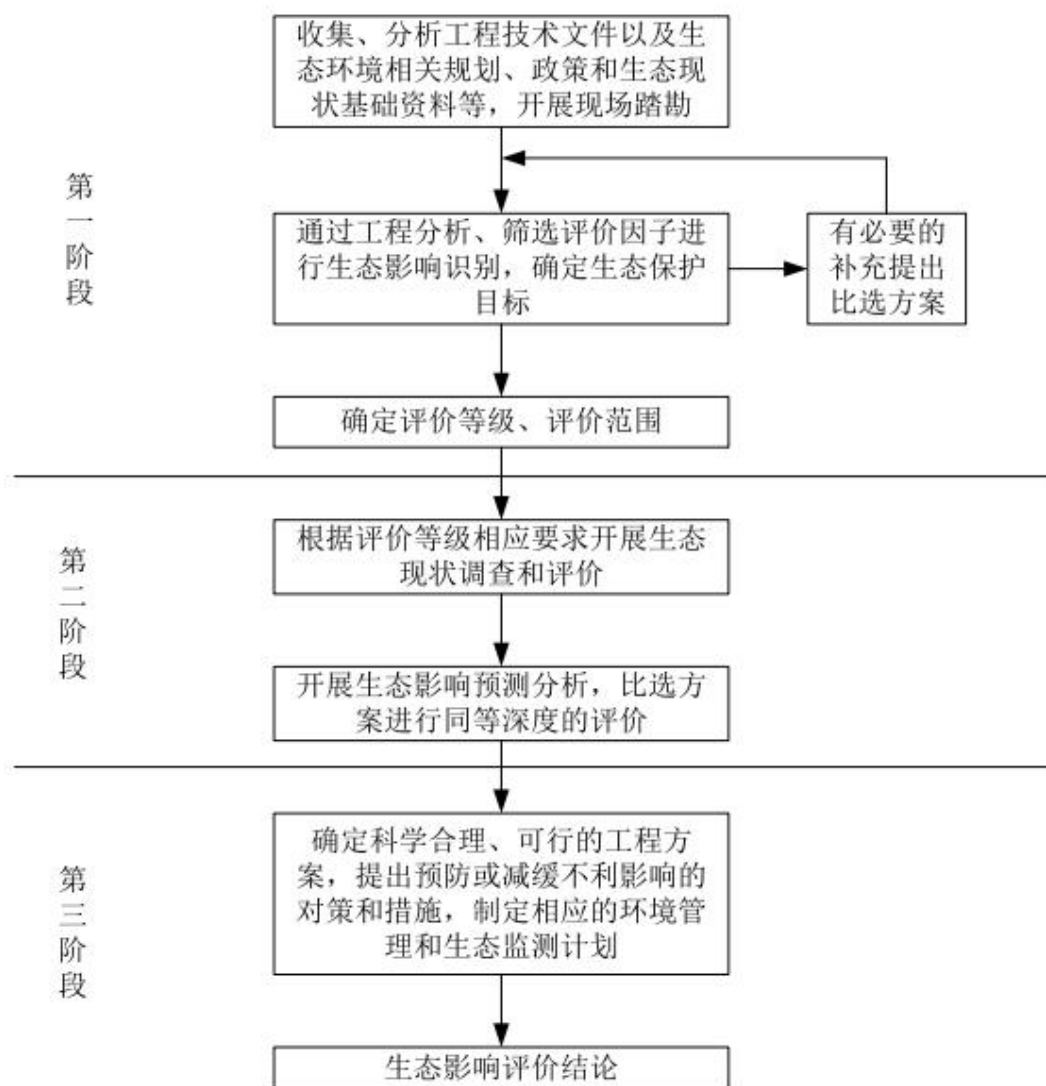 收集、分析工程技术文件以及生
态环境相关规划、政策和生态现
状基础资料等，开展现场踏勘
第
一
阶
段
通过工程分析、筛选评价因子进
行生态影响识别，确定生态保护
目标
有必要的
补充提出
比选方案
确定评价等级、评价范围
第
二
阶
段
根据评价等级相应要求开展生态
现状调查和评价
开展生态影响预测分析，比选方
案进行同等深度的评价
第
三
阶
段
确定科学合理、可行的工程方
案，提出预防或减缓不利影响的
对策和措施，制定相应的环境管
理和生态监测计划
生态影响评价结论